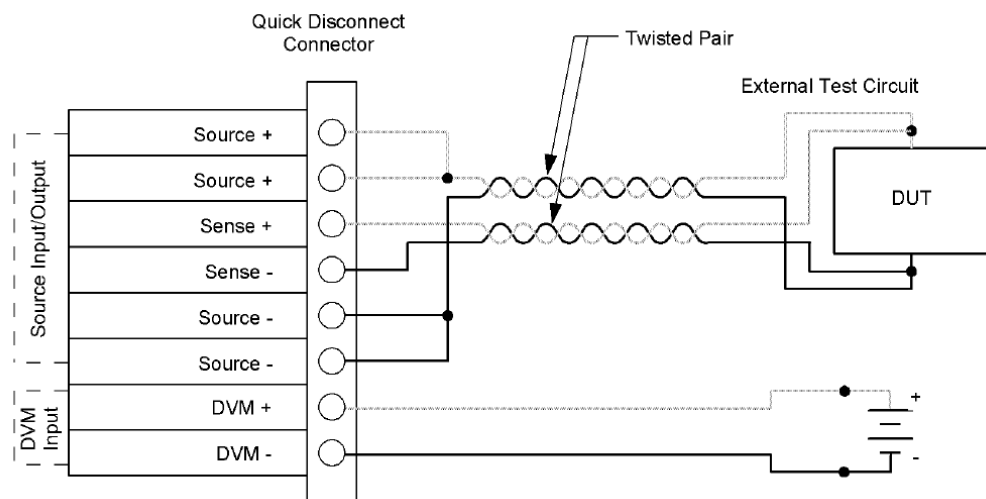 Quick Disconnect
Connector
Twisted Pair
External Test Circuit
Source Input/Output
Source +
Source +
Sense +
Sense -
Source -
Source -
DUT
DVM
Input
DVM +
DVM -
+
-